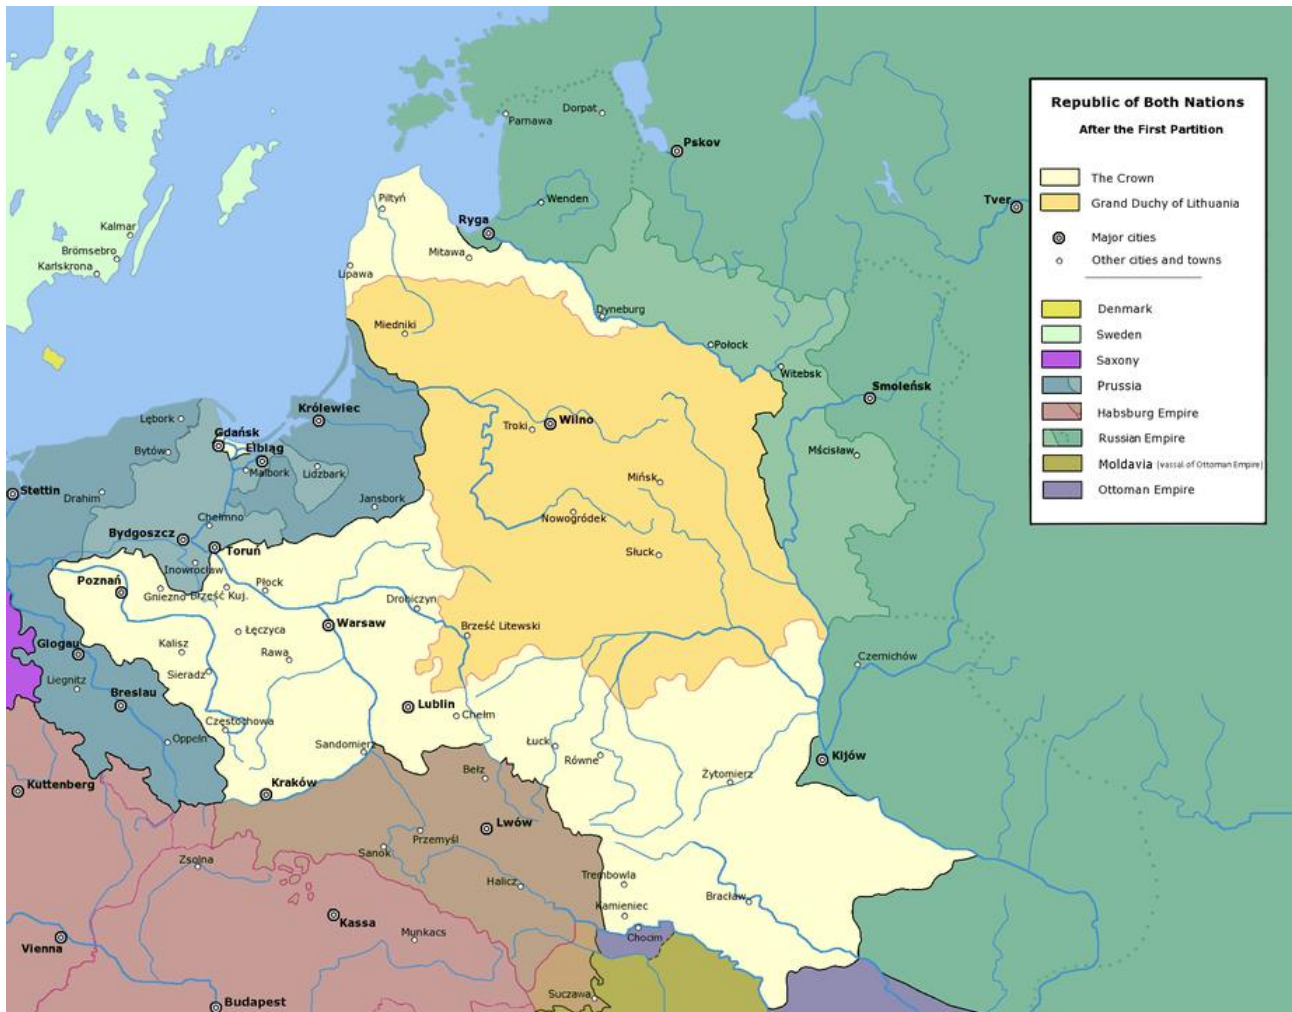 Republic of Both Nations
After the First Partition
The Crown
Grand Duchy of Lithuania
Major cities
Other cities and towns
Denmark
Sweden
Saxony
Prussia
Habsburg Empire
Russian Empire
Moldavia (vassal of Ottoman Empire)
Ottoman Empire
Parnawa
Dorpat
Pskov
Tver
Piltyń
Wenden
Ryga
Kalmar
Mitawa
Brömsebro
Karlskrona
Lipawa
Dyneburg
Miedniki
Połock
Witebsk
Smoleńsk
Królewiec
Lębork
Gdańsk
Troki
Wilno
Bytów
Elbląg
Malbork
Lidzbark
Mścisław
Mińsk
Stettin
Drahim
Jansbork
Chełmno
Nowogródek
Bydgoszcz
Toruń
Słuck
Inowrocław
Poznań
Gniezno
Brześć Kuj.
Płock
Drohiczyn
Warsaw
Łęczyca
Brześć Litewski
Kalisz
Rawa
Glogau
Sieradz
Czernichów
Liegnitz
Breslau
Lublin
Chełm
Częstochowa
Oppeln
Sandomierz
Łuck
Równe
Kijów
Bełz
Żytomierz
Kuttenberg
Kraków
Lwów
Przemyśl
Sanok
Zsolna
Halicz
Trembowla
Bracław
Kamieniec
Kassa
Munkacs
Chocim
Vienna
Suczawa
Budapest